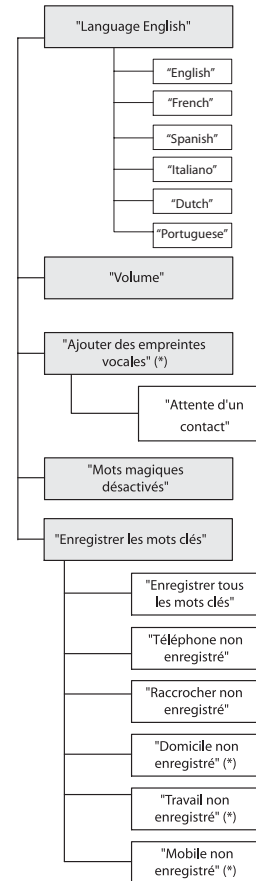 "Language English"
“English”
“French”
“Spanish”
“Italiano”
“Dutch”
“Portuguese”
"Volume"
"Ajouter des empreintes
vocales" (*)
"Attente d'un
contact"
"Mots magiques
désactivés"
"Enregistrer les mots clés"
"Enregistrer tous
les mots clés"
"Téléphone non
enregistré"
"Raccrocher non
enregistré"
"Domicile non
enregistré" (*)
"Travail non
enregistré" (*)
"Mobile non
enregistré" (*)